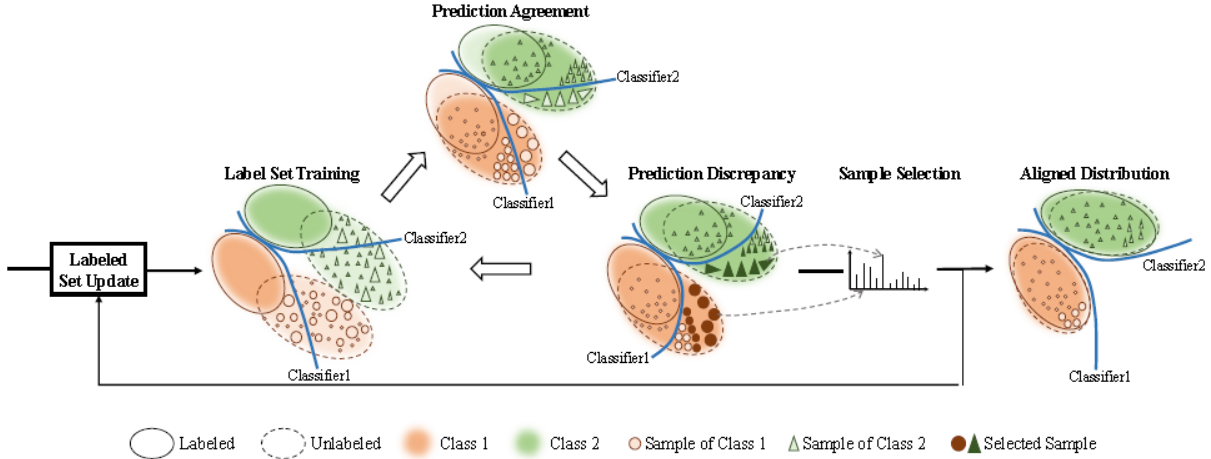 Prediction Agreement
Classifier2
Classifier1
Label Set Training
Classifier2
Classifier1
Prediction Discrepancy
Classifier2
Classifier1
Sample Selection
Aligned Distribution
Classifier2
Classifier1
Labeled
Set Update
Labeled
Unlabeled
Class 1
Class 2
Sample of Class 1
Sample of Class 2
Selected Sample